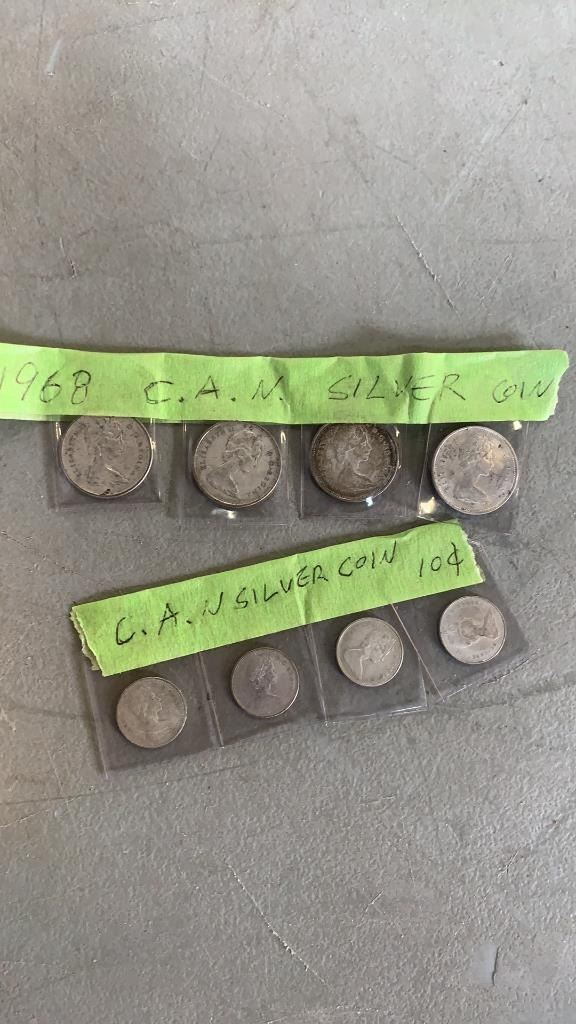 1968 C.A.N. SILVER COIN
C.A.N SILVER COIN 10¢